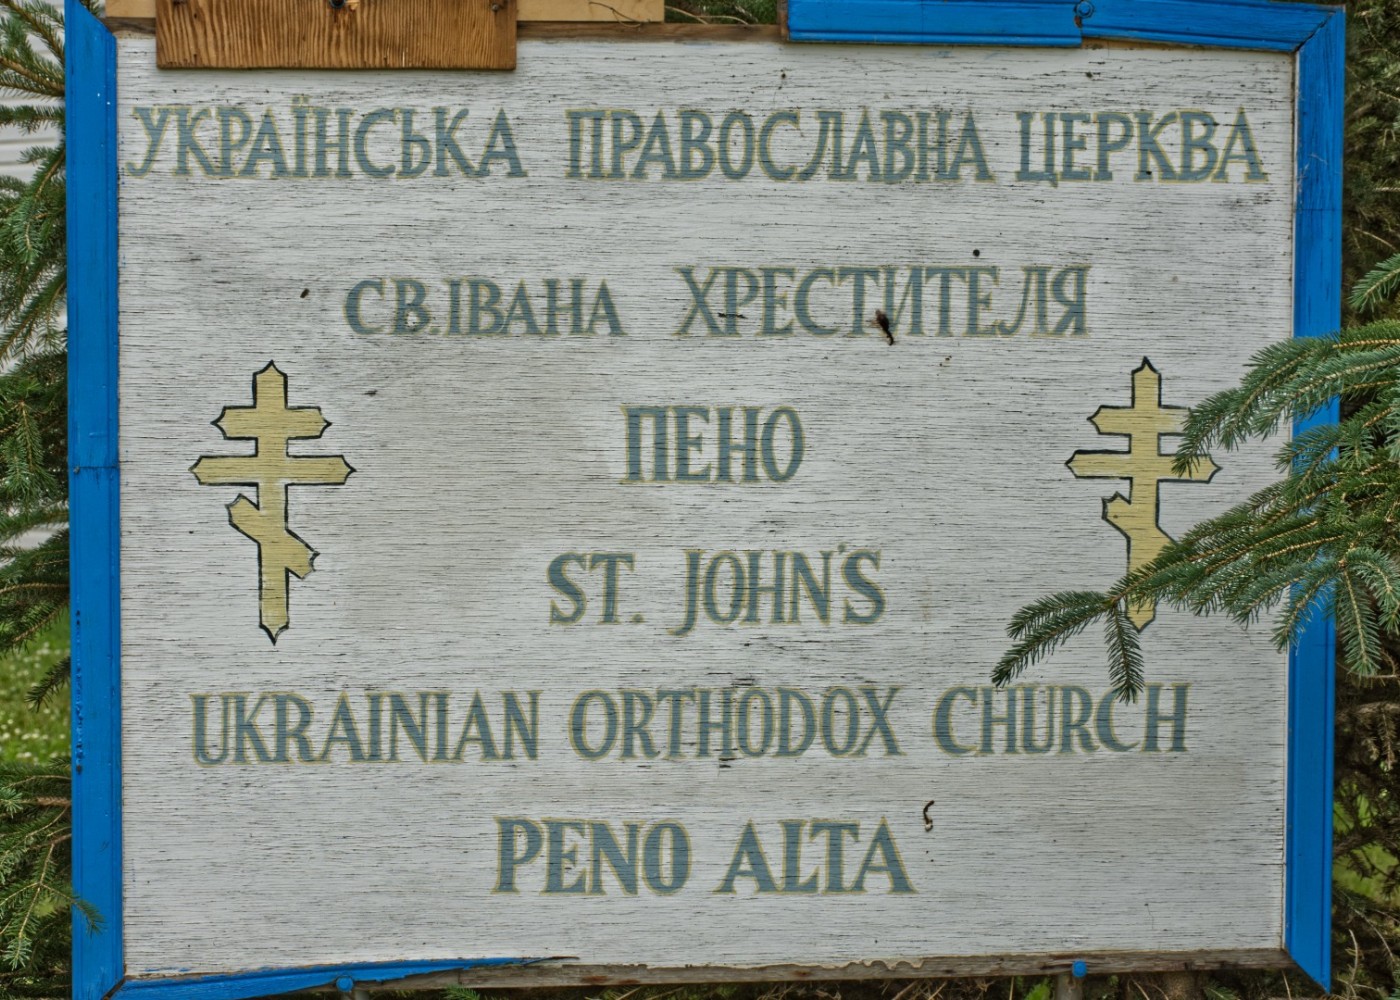 УКРАЇНСЬКА ПРАВОСЛАВНА ЦЕРКВА
СВ.ІВАНА ХРЕСТИТЕЛЯ
ПЕНО
ST. JOHN'S
UKRAINIAN ORTHODOX CHURCH
PENO ALTA